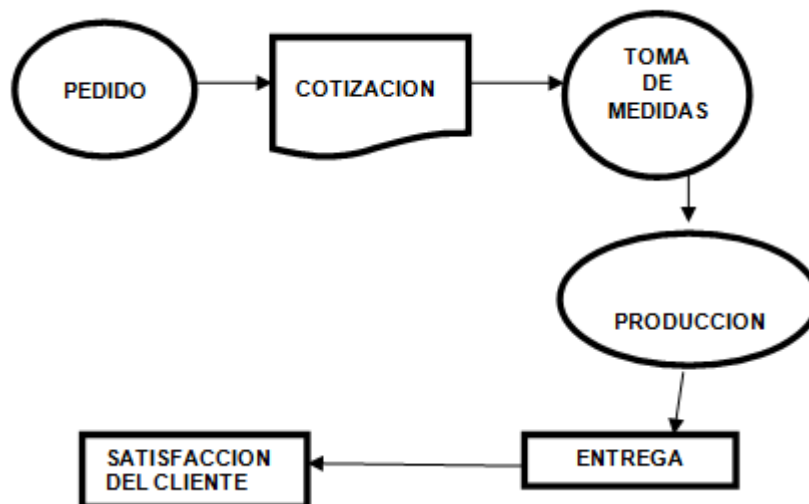 PEDIDO
COTIZACION
TOMA
DE
MEDIDAS
PRODUCCION
ENTREGA
SATISFACCION
DEL CLIENTE